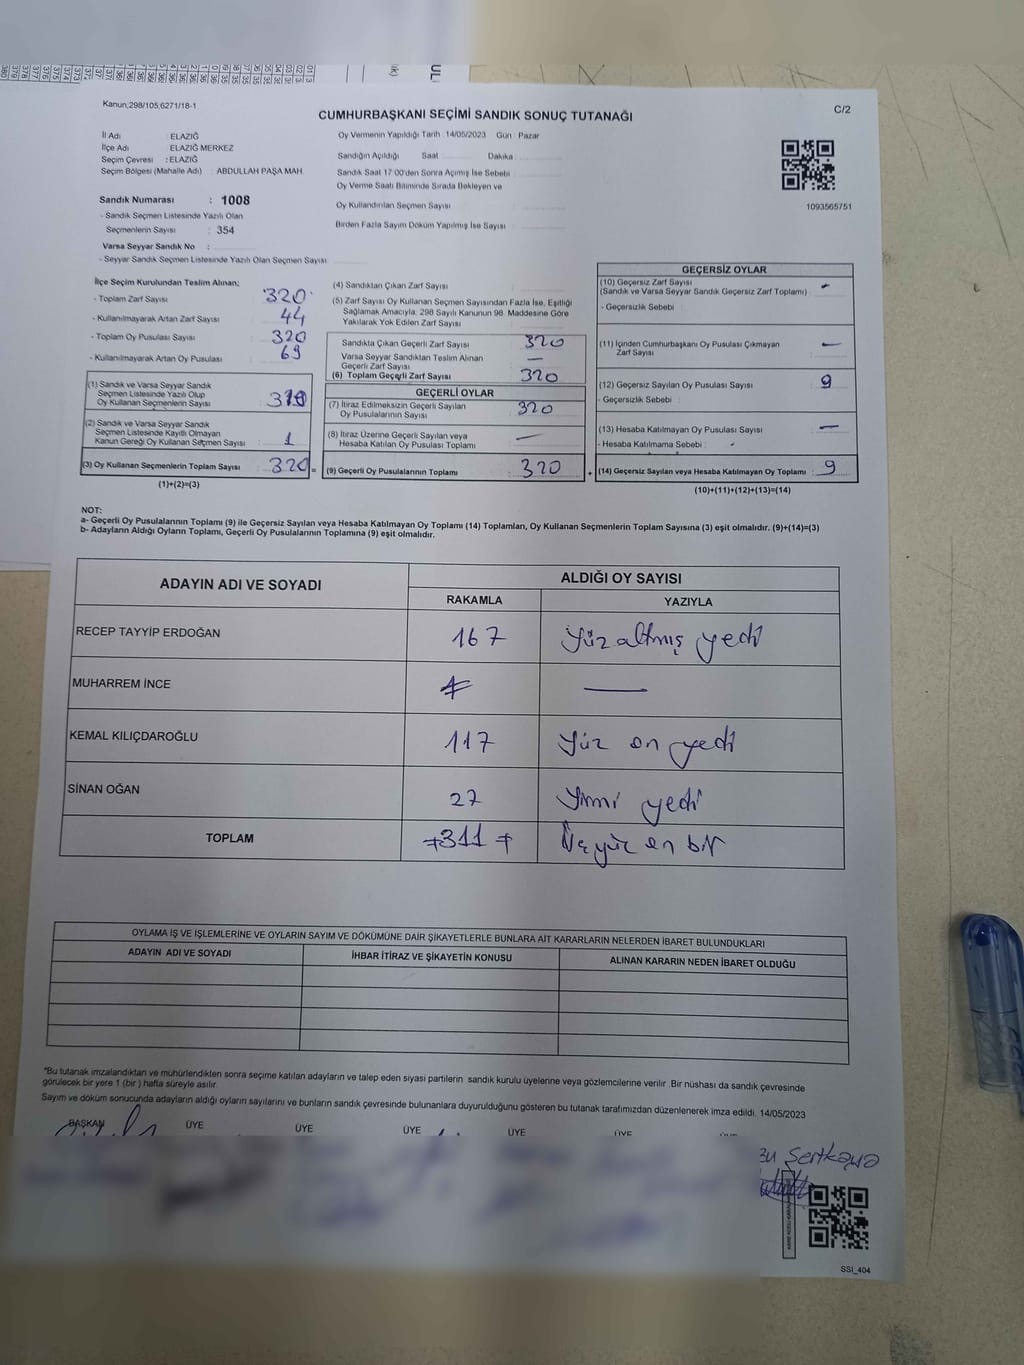 Kanun;298/105;6271/18-1
CUMHURBAŞKANI SEÇİMİ SANDIK SONUÇ TUTANAĞI
C/2
İl Adı : ELAZIĞ
İlçe Adı : ELAZIĞ MERKEZ
Seçim Çevresi : ELAZIĞ
Seçim Bölgesi (Mahalle Adı) : ABDULLAH PAŞA MAH.
Oy Vermenin Yapıldığı Tarih : 14/05/2023 Gün : Pazar
Sandığın Açıldığı Saat Dakika
Sandık Saat 17:00'den Sonra Açımış İse Sebebi
Oy Verme Saati Bitiminde Sırada Bekleyen ve
Oy Kullandırılan Seçmen Sayısı
Birden Fazla Sayım Döküm Yapılmış İse Sayısı
1093565751
Sandık Numarası : 1008
- Sandık Seçmen Listesinde Yazılı Olan
Seçmenlerin Sayısı : 354
Varsa Seyyar Sandık No :
- Seyyar Sandık Seçmen Listesinde Yazılı Olan Seçmen Sayısı:
İlçe Seçim Kurulundan Teslim Alınan;
- Toplam Zarf Sayısı 320
- Kullanılmayarak Artan Zarf Sayısı 44
- Toplam Oy Pusulası Sayısı 320
- Kullanılmayarak Artan Oy Pusulası 69
(1) Sandık ve Varsa Seyyar Sandık
Seçmen Listesinde Yazılı Olup
Oy Kullanan Seçmenlerin Sayısı
(2) Sandık ve Varsa Seyyar Sandık
Seçmen Listesinde Kayıtlı Olmayan
Kanun Gereği Oy Kullanan Seçmen Sayısı 1
(3) Oy Kullanan Seçmenlerin Toplam Sayısı 320 =
(1)+(2)=(3)
(4) Sandıktan Çıkan Zarf Sayısı
(5) Zarf Sayısı Oy Kullanan Seçmen Sayısından Fazla İse, Eşitliği
Sağlamak Amacıyla; 298 Sayılı Kanunun 98. Maddesine Göre
Yakılarak Yok Edilen Zarf Sayısı
Sandıkta Çıkan Geçerli Zarf Sayısı 320
Varsa Seyyar Sandıktan Teslim Alınan
Geçerli Zarf Sayısı —
(6) Toplam Geçerli Zarf Sayısı 320
GEÇERLİ OYLAR
(7) İtiraz Edilmeksizin Geçerli Sayılan
Oy Pusulalarının Sayısı 320
(8) İtiraz Üzerine Geçerli Sayılan veya
Hesaba Katılan Oy Pusulası Toplamı —
(9) Geçerli Oy Pusulalarının Toplamı 320 +
GEÇERSİZ OYLAR
(10) Geçersiz Zarf Sayısı
(Sandık ve Varsa Seyyar Sandık Geçersiz Zarf Toplamı) -
- Geçersizlik Sebebi
(11) İçinden Cumhurbaşkanı Oy Pusulası Çıkmayan
Zarf Sayısı —
(12) Geçersiz Sayılan Oy Pusulası Sayısı 9
- Geçersizlik Sebebi :
(13) Hesaba Katılmayan Oy Pusulası Sayısı —
- Hesaba Katılmama Sebebi : -
(14) Geçersiz Sayılan veya Hesaba Katılmayan Oy Toplamı 9
(10)+(11)+(12)+(13)=(14)
NOT:
a- Geçerli Oy Pusulalarının Toplamı (9) ile Geçersiz Sayılan veya Hesaba Katılmayan Oy Toplamı (14) Toplamları, Oy Kullanan Seçmenlerin Toplam Sayısına (3) eşit olmalıdır. (9)+(14)=(3)
b- Adayların Aldığı Oyların Toplamı, Geçerli Oy Pusulalarının Toplamına (9) eşit olmalıdır.
ADAYIN ADI VE SOYADI ALDIĞI OY SAYISI
RAKAMLA YAZIYLA
RECEP TAYYİP ERDOĞAN 167 yüz altmış yedi
MUHARREM İNCE —
KEMAL KILIÇDAROĞLU 117 yüz on yedi
SİNAN OĞAN 27 yirmi yedi
TOPLAM 311 Üçyüz on bir
OYLAMA İŞ VE İŞLEMLERİNE VE OYLARIN SAYIM VE DÖKÜMÜNE DAİR ŞİKAYETLERLE BUNLARA AİT KARARLARIN NELERDEN İBARET BULUNDUKLARI
ADAYIN ADI VE SOYADI İHBAR İTİRAZ VE ŞİKAYETİN KONUSU ALINAN KARARIN NEDEN İBARET OLDUĞU
*Bu tutanak imzalandıktan ve mühürlendikten sonra seçime katılan adayların ve talep eden siyasi partilerin sandık kurulu üyelerine veya gözlemcilerine verilir. Bir nüshası da sandık çevresinde
görülecek bir yere 1 (bir) hafta süreyle asılır.
Sayım ve döküm sonucunda adayların aldığı oyların sayılarını ve bunların sandık çevresinde bulunanlara duyurulduğunu gösteren bu tutanak tarafımızdan düzenlenerek imza edildi. 14/05/2023
BAŞKAN ÜYE ÜYE ÜYE ÜYE ÜYE
Sertkaya
SSI_404